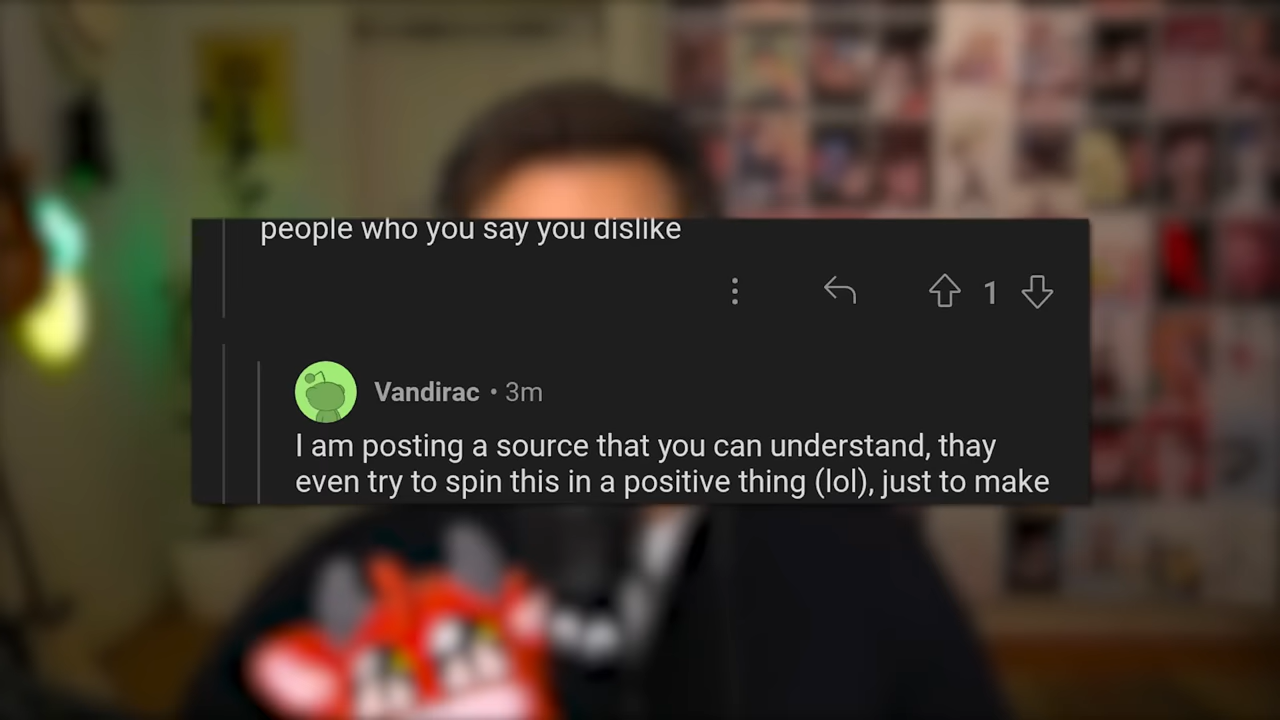 people who you say you dislike
1
Vandirac • 3m
I am posting a source that you can understand, thay
even try to spin this in a positive thing (lol), just to make